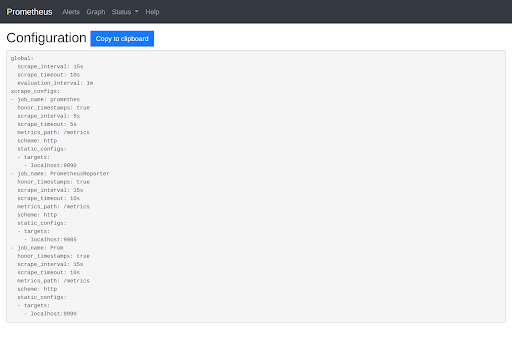 Prometheus Alerts Graph Status Help
Configuration Copy to clipboard
global:
  scrape_interval: 15s
  scrape_timeout: 10s
  evaluation_interval: 1m
scrape_configs:
- job_name: promethes
  honor_timestamps: true
  scrape_interval: 5s
  scrape_timeout: 5s
  metrics_path: /metrics
  scheme: http
  static_configs:
  - targets:
    - localhost:9090
- job_name: PrometheusReporter
  honor_timestamps: true
  scrape_interval: 15s
  scrape_timeout: 10s
  metrics_path: /metrics
  scheme: http
  static_configs:
  - targets:
    - localhost:9005
- job_name: Prom
  honor_timestamps: true
  scrape_interval: 15s
  scrape_timeout: 10s
  metrics_path: /metrics
  scheme: http
  static_configs:
  - targets:
    - localhost:9990